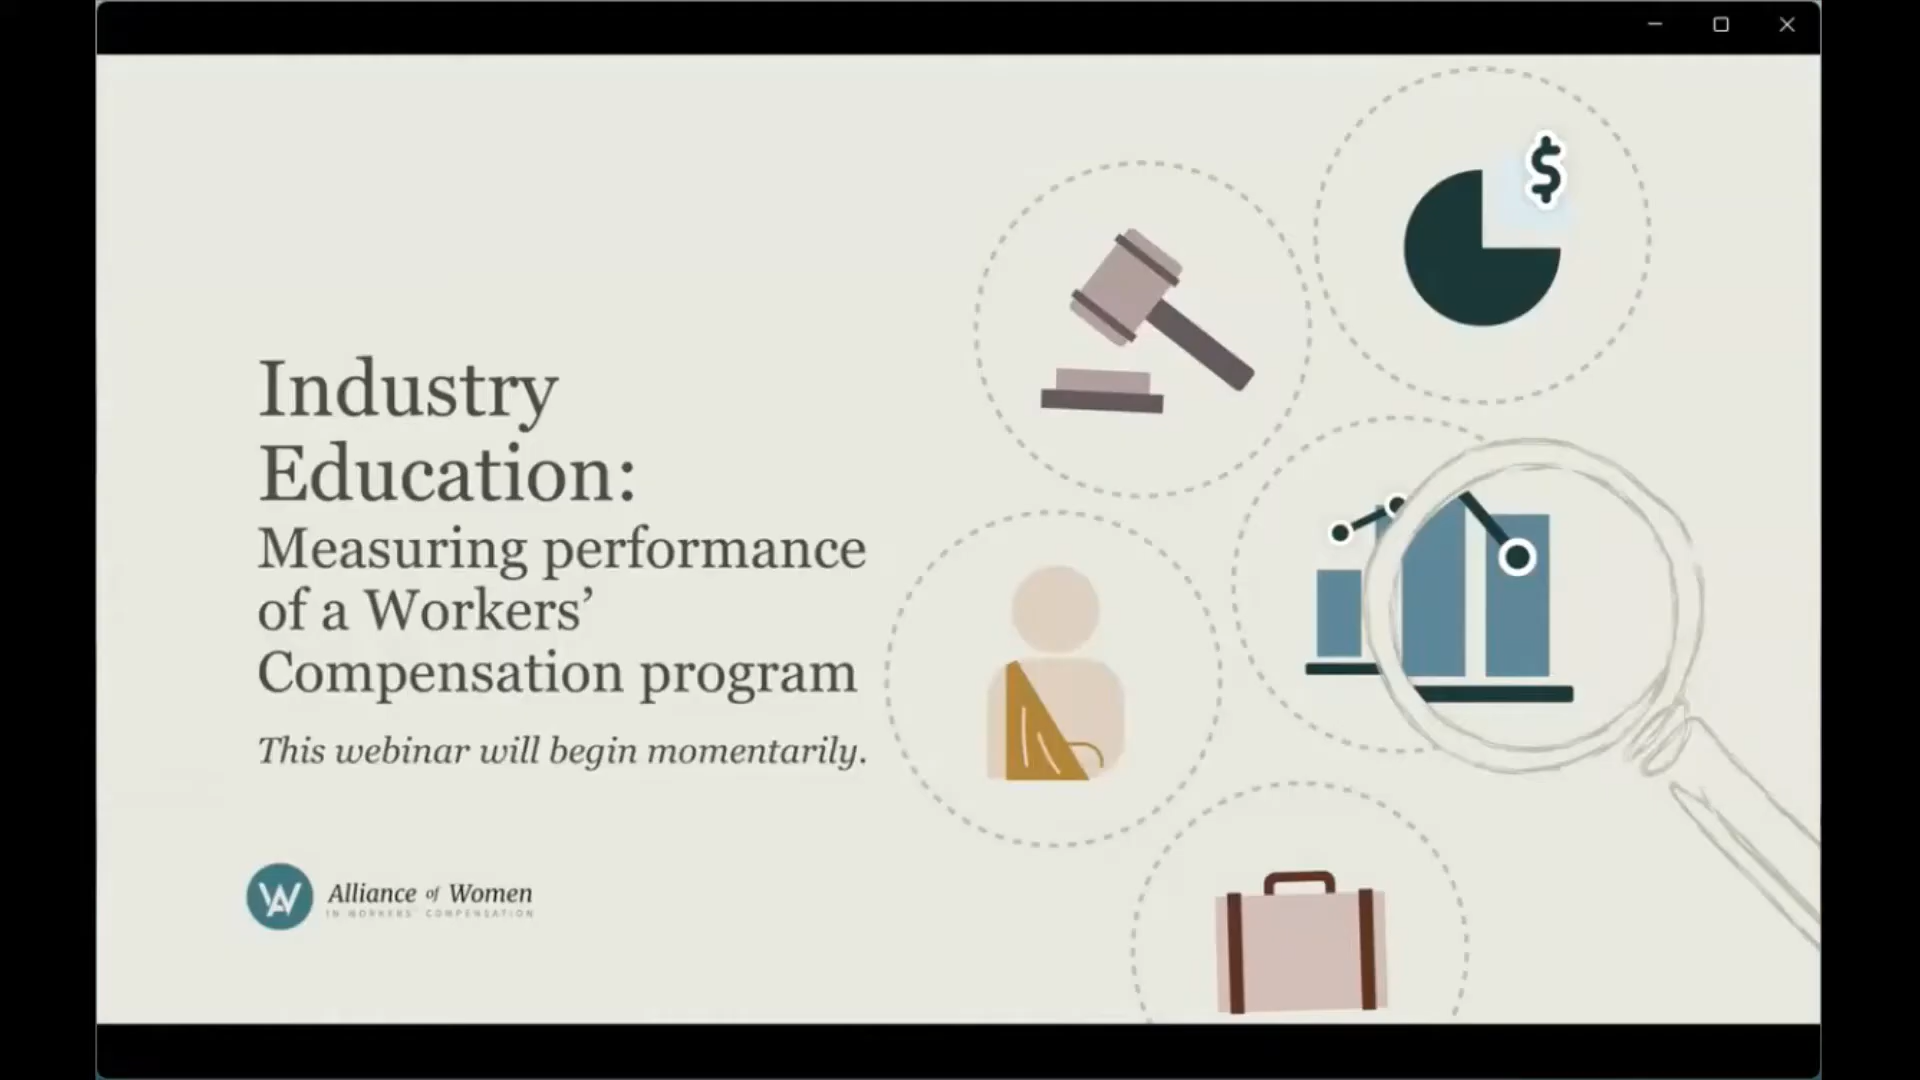 Industry
Education:
Measuring performance
of a Workers’
Compensation program
This webinar will begin momentarily.
Alliance of Women
IN WORKERS' COMPENSATION
$